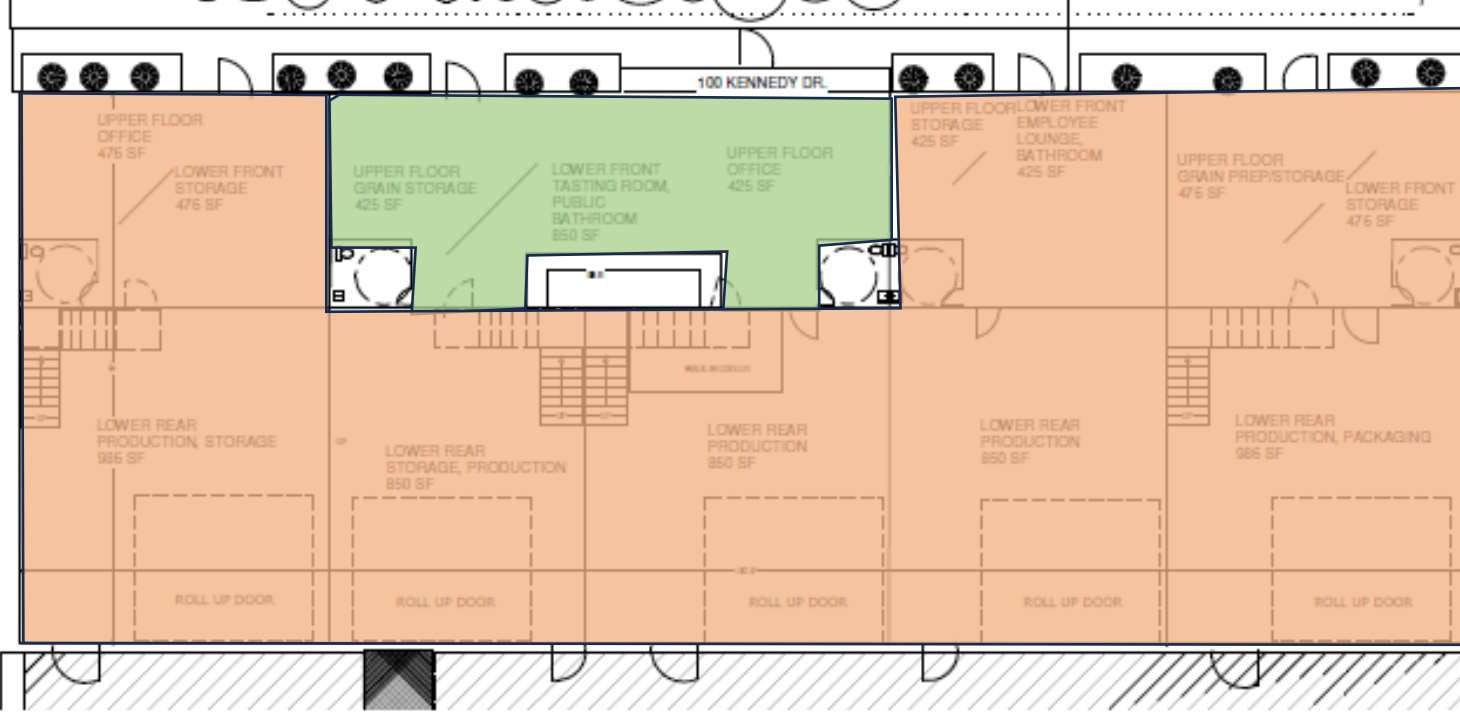 100 KENNEDY DR.
UPPER FLOOR
OFFICE
476 SF
LOWER FRONT
STORAGE
476 SF
UPPER FLOOR
GRAIN STORAGE
425 SF
LOWER FRONT
TASTING ROOM,
PUBLIC
BATHROOM
850 SF
UPPER FLOOR
OFFICE
425 SF
UPPER FLOOR
STORAGE
425 SF
LOWER FRONT
EMPLOYEE
LOUNGE,
BATHROOM
425 SF
UPPER FLOOR
GRAIN PREP/STORAGE
476 SF
LOWER FRONT
STORAGE
476 SF
LOWER REAR
PRODUCTION, STORAGE
986 SF
UP
LOWER REAR
STORAGE, PRODUCTION
850 SF
LOWER REAR
PRODUCTION
850 SF
LOWER REAR
PRODUCTION
850 SF
LOWER REAR
PRODUCTION, PACKAGING
986 SF
ROLL UP DOOR
ROLL UP DOOR
ROLL UP DOOR
ROLL UP DOOR
ROLL UP DOOR